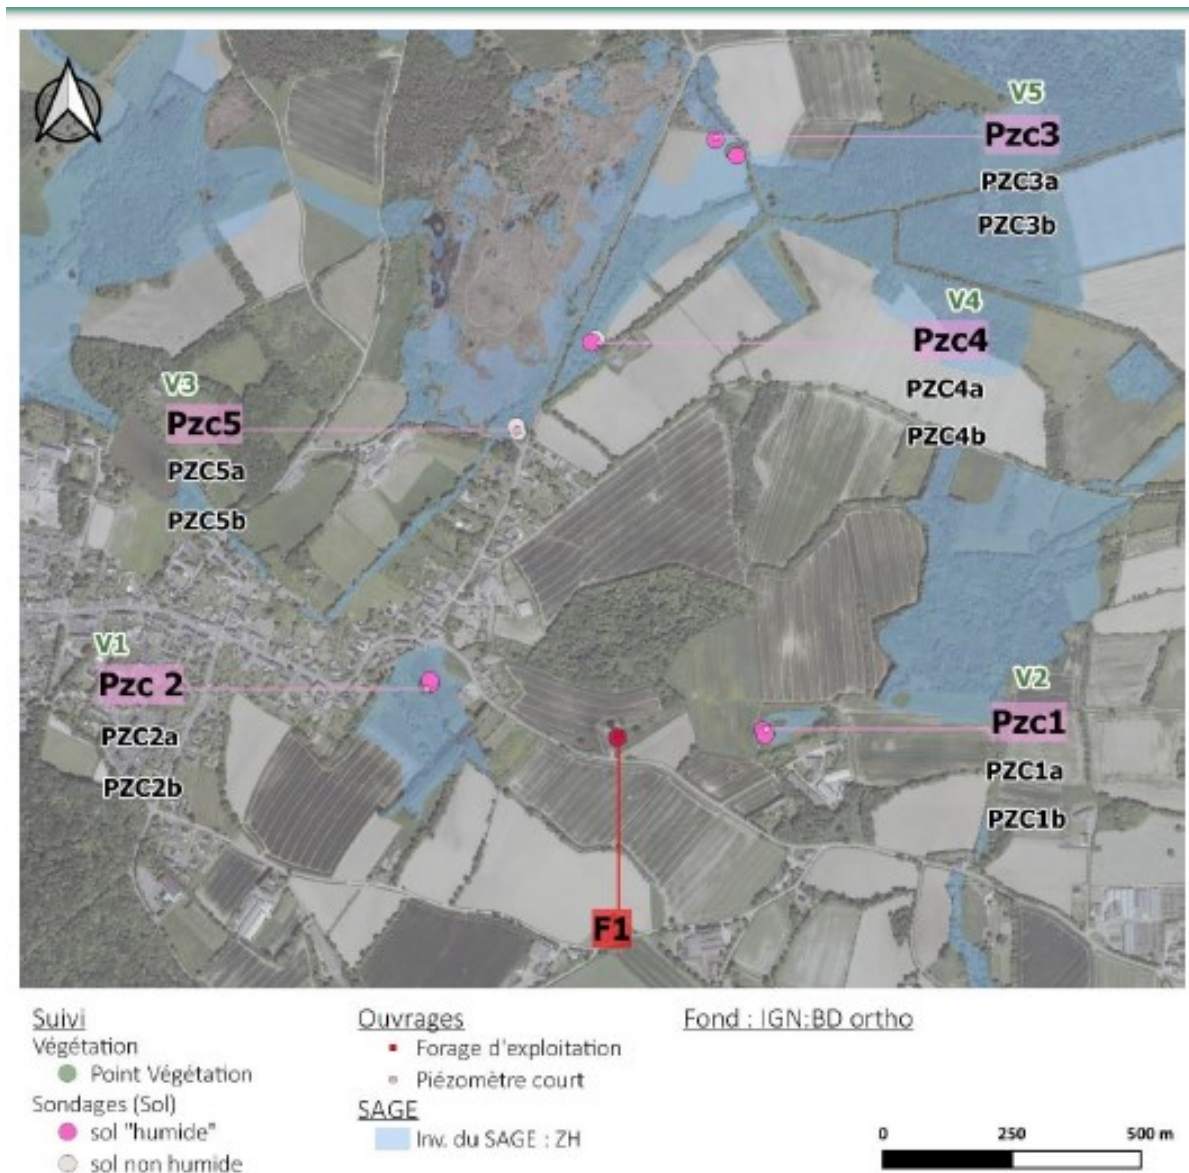 V5
Pzc3
PZC3a
PZC3b
V4
Pzc4
PZC4a
PZC4b
V3
Pzc5
PZC5a
PZC5b
V1
Pzc 2
PZC2a
PZC2b
V2
Pzc1
PZC1a
PZC1b
F1
Suivi
Végétation
Point Végétation
Sondages (Sol)
sol "humide"
sol non humide
Ouvrages
Forage d'exploitation
Piézomètre court
SAGE
Inv. du SAGE : ZH
Fond : IGN:BD ortho
0 250 500 m